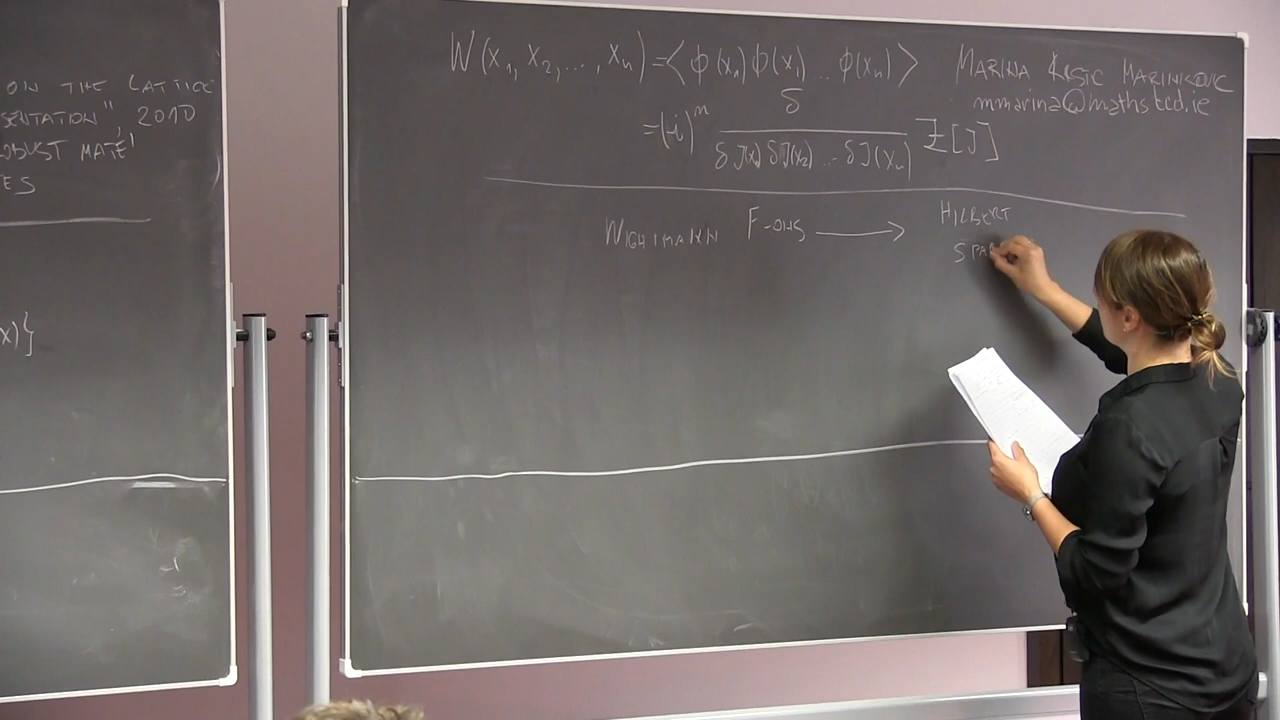 ON THE LATTICE
SENTATION", 2010
OBUST MATE'
ES
x)}
W(x₁, x₂, ..., xₙ) = ⟨ϕ(x₁)ϕ(x₁) ... ϕ(xₙ)⟩
= (-i)ⁿ δ / δJ(x₁) δJ(x₂) ... δJ(xₙ) Z[J]
MARINA KRSTIC MARINKOVIC
mmarina@maths.tcd.ie
WIGHTMANN F-ONS ⟶ HILBERT
SPA